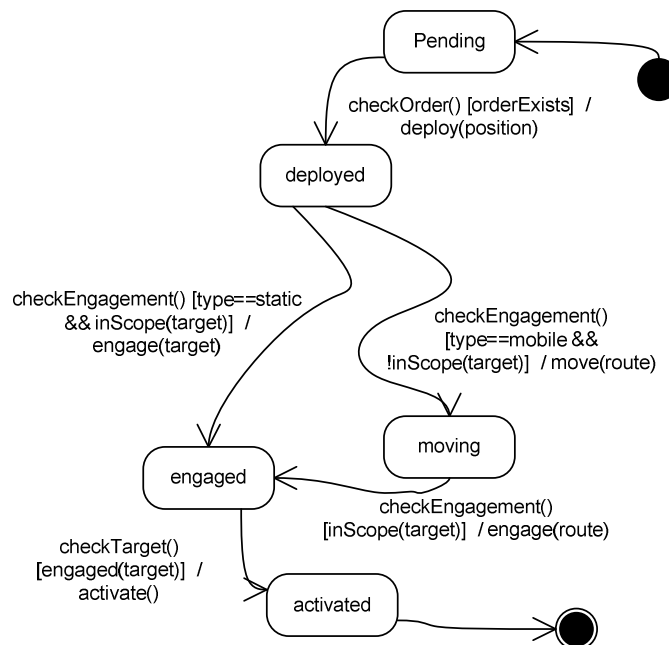 Pending
checkOrder() [orderExists] /
deploy(position)
deployed
checkEngagement() [type==static
&& inScope(target)] /
engage(target)
checkEngagement()
[type==mobile &&
!inScope(target)] / move(route)
moving
engaged
checkEngagement()
[inScope(target)] / engage(route)
checkTarget()
[engaged(target)] /
activate()
activated